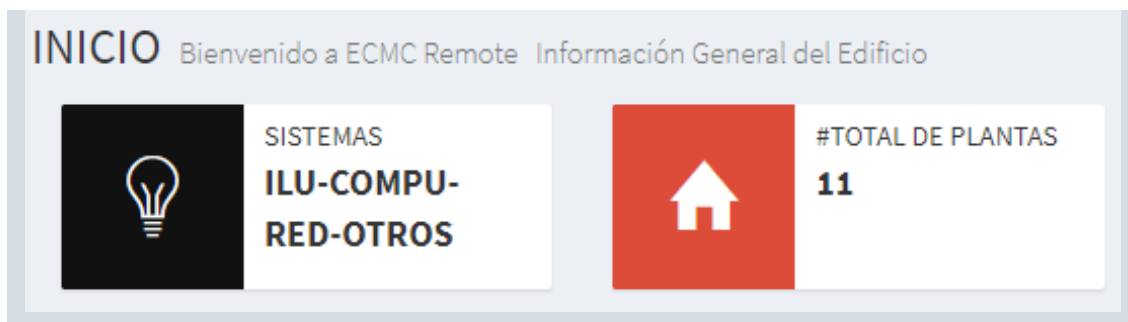 INICIO Bienvenido a ECMC Remote Información General del Edificio
SISTEMAS
ILU-COMPU-
RED-OTROS
#TOTAL DE PLANTAS
11